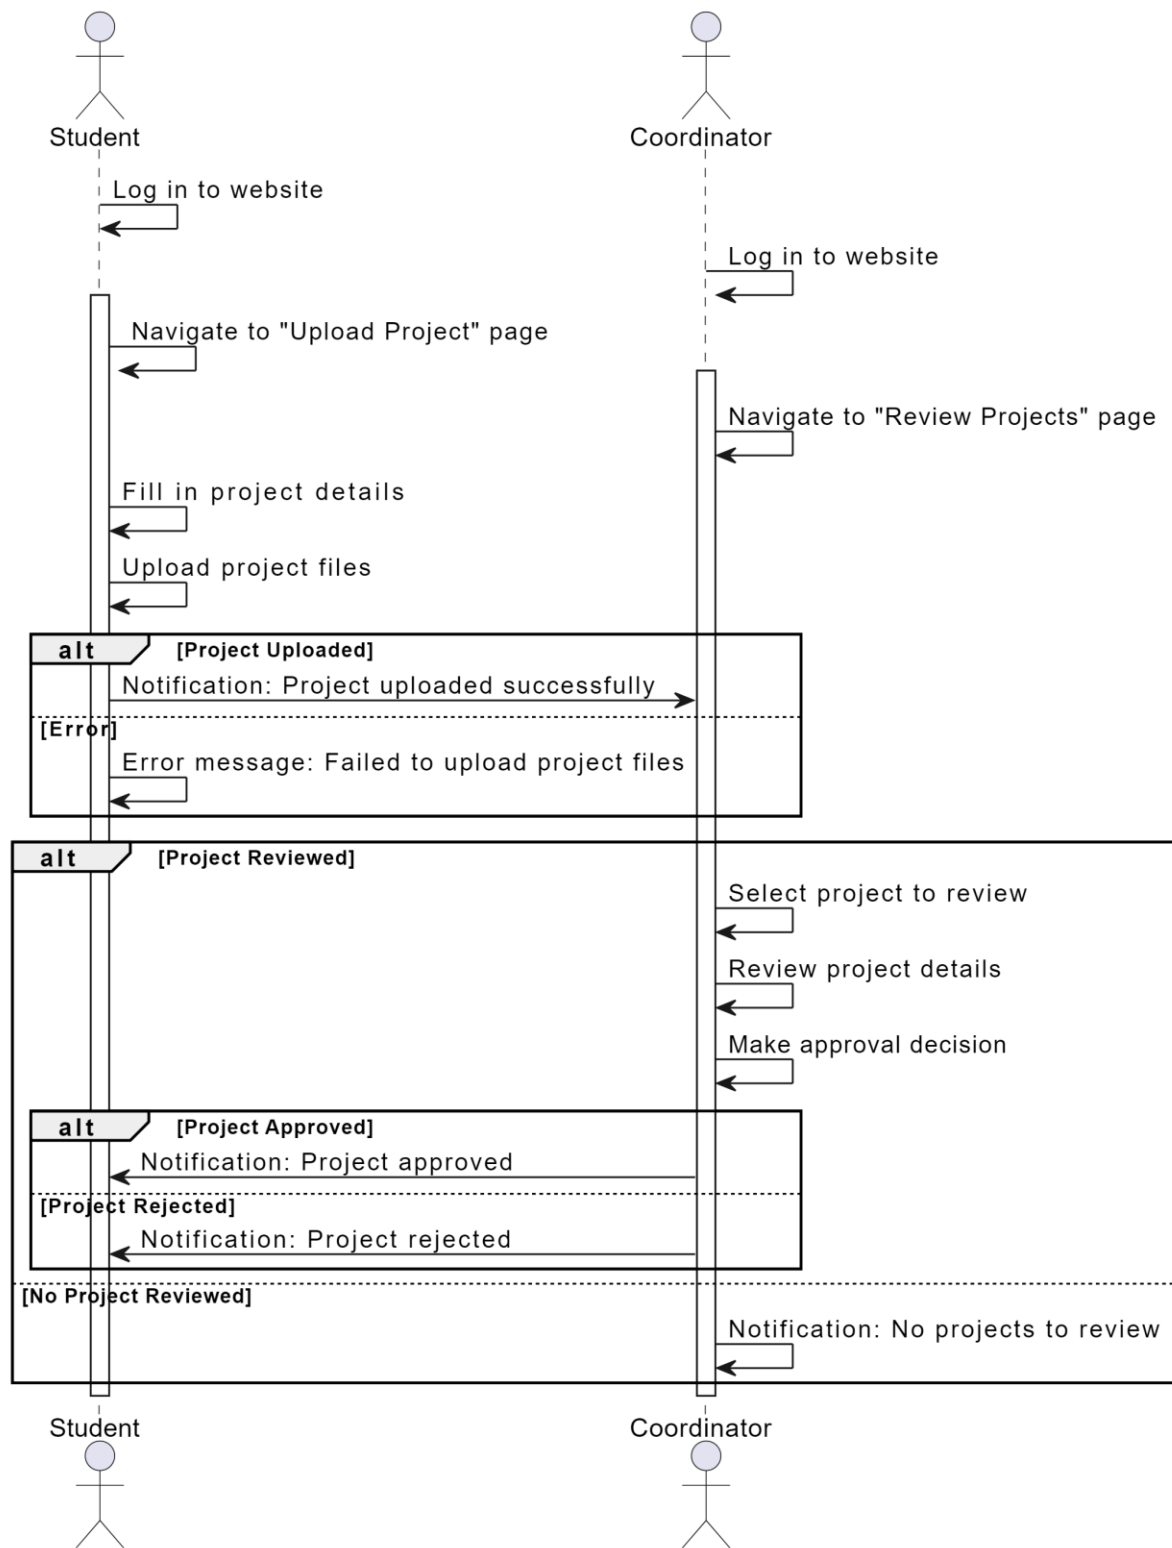 Student
Coordinator
Log in to website
Log in to website
Navigate to "Upload Project" page
Navigate to "Review Projects" page
Fill in project details
Upload project files
alt
[Project Uploaded]
Notification: Project uploaded successfully
[Error]
Error message: Failed to upload project files
alt
[Project Reviewed]
Select project to review
Review project details
Make approval decision
alt
[Project Approved]
Notification: Project approved
[Project Rejected]
Notification: Project rejected
[No Project Reviewed]
Notification: No projects to review
Student
Coordinator